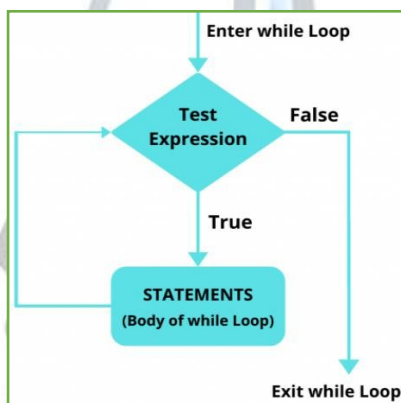 Enter while Loop
Test
Expression
False
True
STATEMENTS
(Body of while Loop)
Exit while Loop